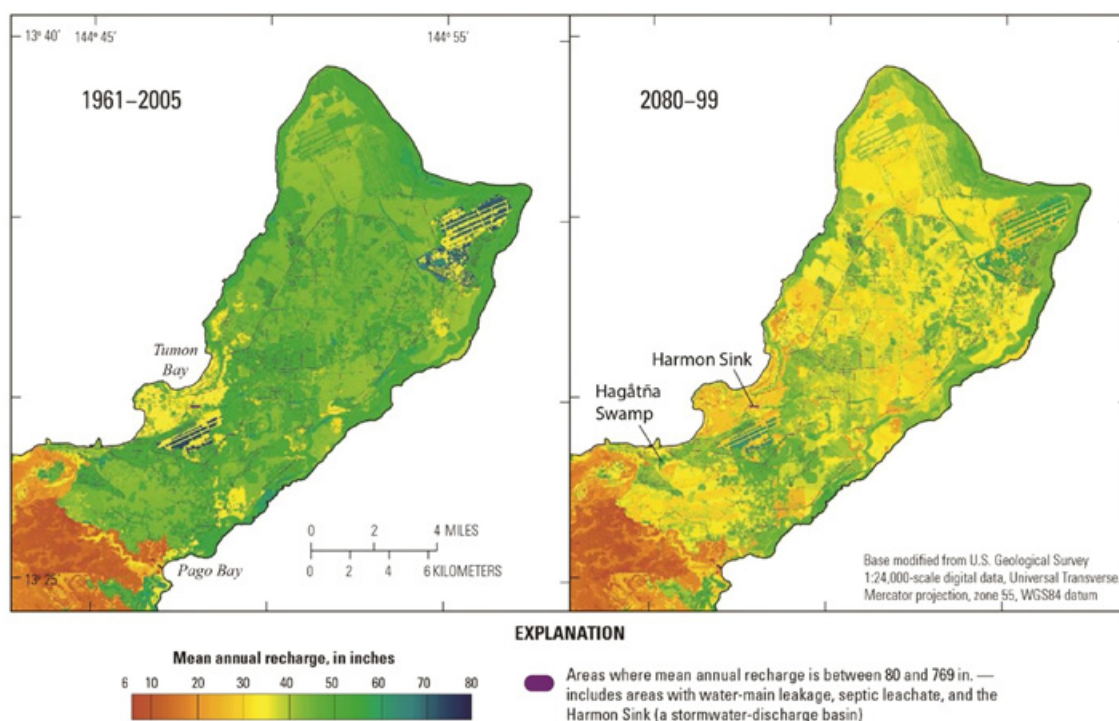 13° 40' 144° 45' 144° 55'
1961–2005
2080–99
Tumon
Bay
Harmon Sink
Hagåtña
Swamp
0 2 4 MILES
0 2 4 6 KILOMETERS
13° 25'
Pago Bay
Base modified from U.S. Geological Survey
1:24,000-scale digital data, Universal Transverse
Mercator projection, zone 55, WGS84 datum
EXPLANATION
Mean annual recharge, in inches
6 10 20 30 40 50 60 70 80
Areas where mean annual recharge is between 80 and 769 in. —
includes areas with water-main leakage, septic leachate, and the
Harmon Sink (a stormwater-discharge basin)